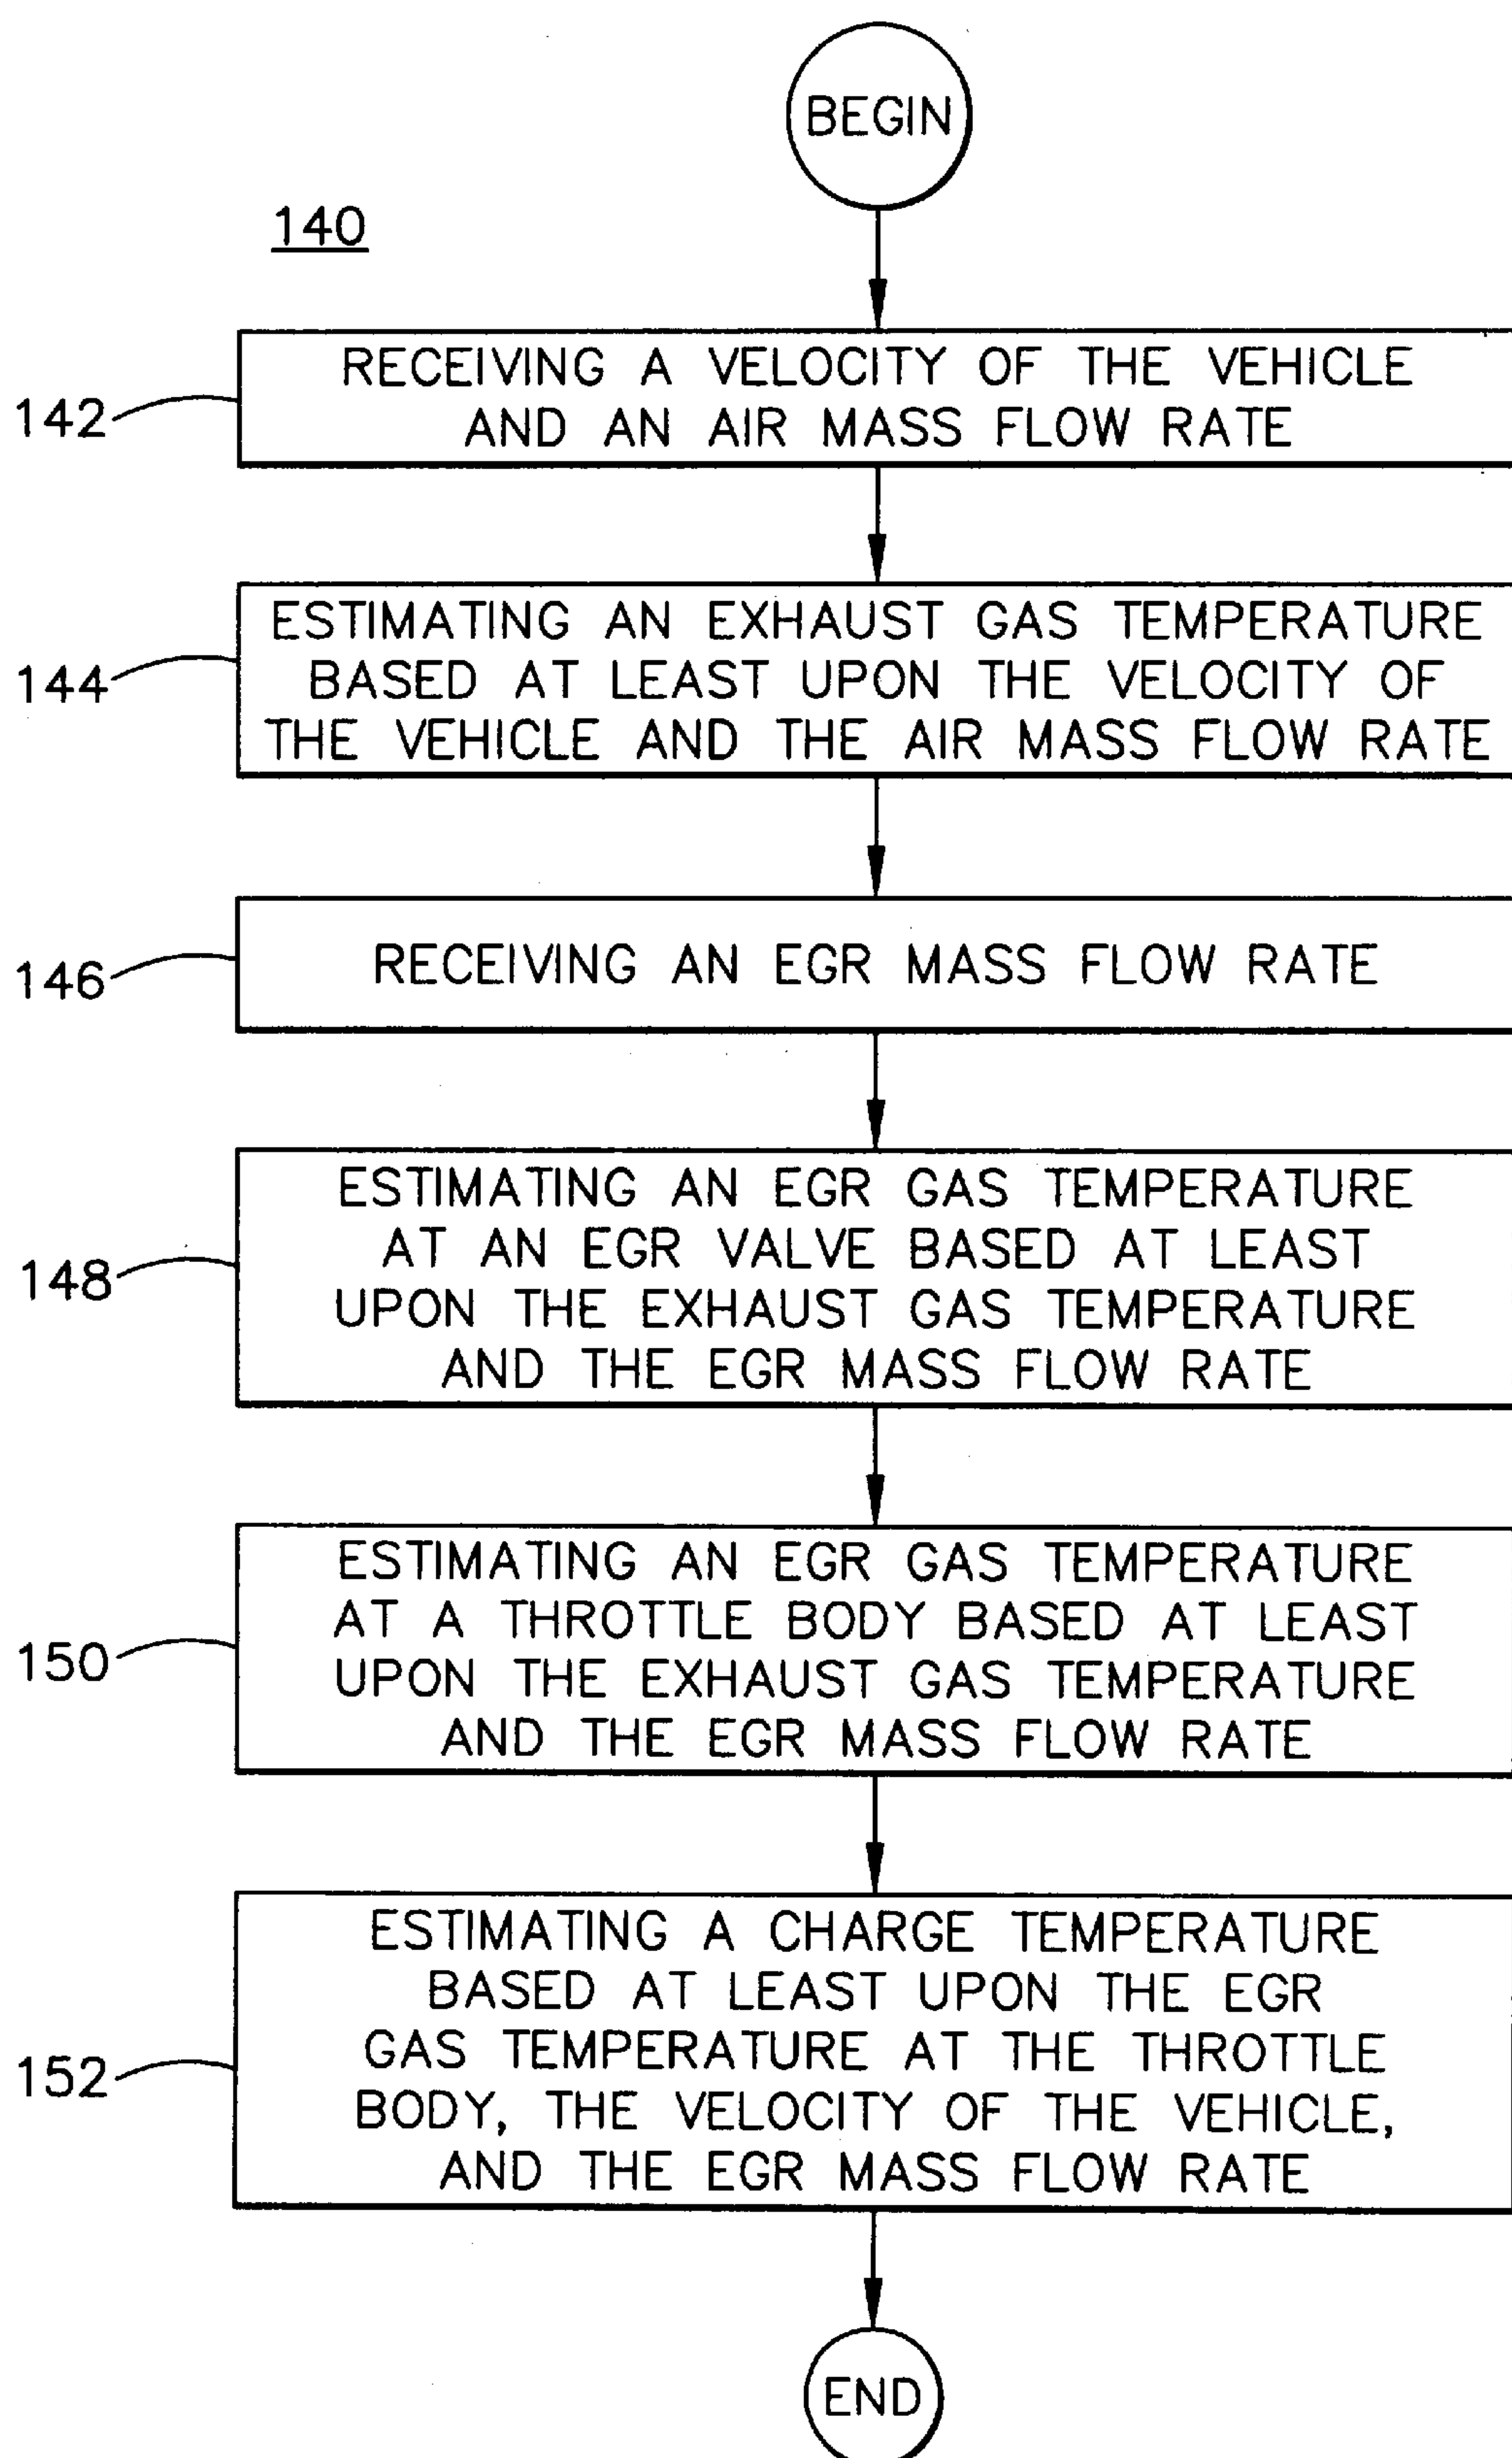 BEGIN
140
142
RECEIVING A VELOCITY OF THE VEHICLE
AND AN AIR MASS FLOW RATE
144
ESTIMATING AN EXHAUST GAS TEMPERATURE
BASED AT LEAST UPON THE VELOCITY OF
THE VEHICLE AND THE AIR MASS FLOW RATE
146
RECEIVING AN EGR MASS FLOW RATE
148
ESTIMATING AN EGR GAS TEMPERATURE
AT AN EGR VALVE BASED AT LEAST
UPON THE EXHAUST GAS TEMPERATURE
AND THE EGR MASS FLOW RATE
150
ESTIMATING AN EGR GAS TEMPERATURE
AT A THROTTLE BODY BASED AT LEAST
UPON THE EXHAUST GAS TEMPERATURE
AND THE EGR MASS FLOW RATE
152
ESTIMATING A CHARGE TEMPERATURE
BASED AT LEAST UPON THE EGR
GAS TEMPERATURE AT THE THROTTLE
BODY, THE VELOCITY OF THE VEHICLE,
AND THE EGR MASS FLOW RATE
END